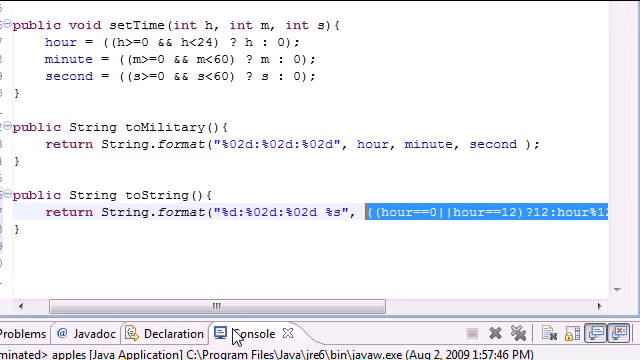 public void setTime(int h, int m, int s){
hour = ((h>=0 && h<24) ? h : 0);
minute = ((m>=0 && m<60) ? m : 0);
second = ((s>=0 && s<60) ? s : 0);
}
public String toMilitary(){
return String.format("%02d:%02d:%02d", hour, minute, second );
}
public String toString(){
return String.format("%d:%02d:%02d %s", ((hour==0||hour==12)?12:hour%12
}
Problems @ Javadoc Declaration Console
minated> apples [Java Application] C:\Program Files\Java\jre6\bin\javaw.exe (Aug 2, 2009 1:57:46 PM)